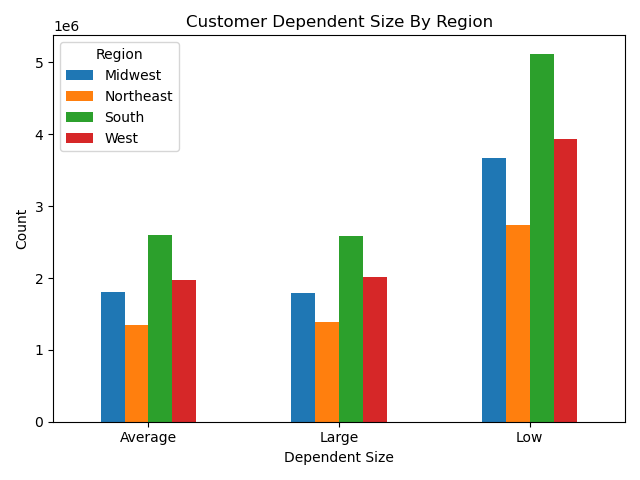 Customer Dependent Size By Region
1e6
Region
Midwest
Northeast
South
West
Count
5
4
3
2
1
0
Average
Large
Low
Dependent Size